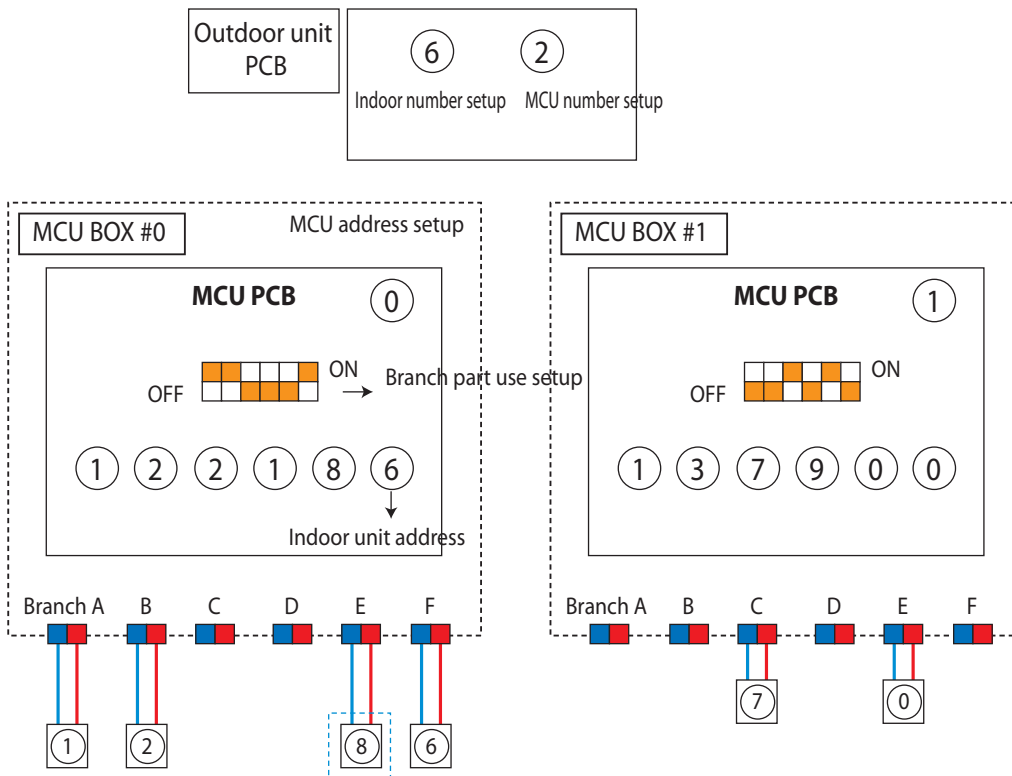 Outdoor unit
PCB
6 2
Indoor number setup MCU number setup
MCU BOX #0
MCU address setup
MCU PCB
0
ON
OFF
Branch part use setup
1 2 2 1 8 6
Indoor unit address
Branch A B C D E F
1 2 8 6
MCU BOX #1
MCU PCB
1
ON
OFF
1 3 7 9 0 0
Branch A B C D E F
7 0